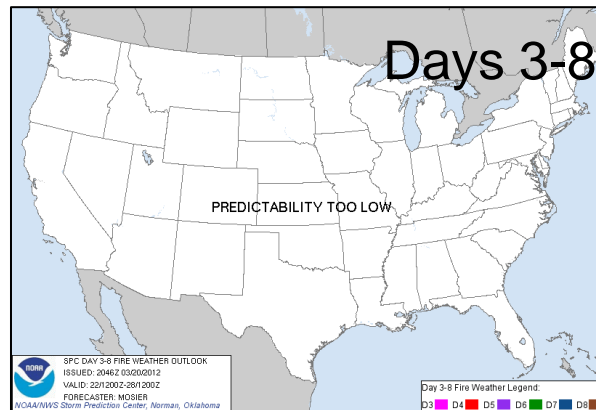 Days 3-8
PREDICTABILITY TOO LOW
NOAA
SPC DAY 3-8 FIRE WEATHER OUTLOOK
ISSUED: 2046Z 03/20/2012
VALID: 22/1200Z-28/1200Z
FORECASTER: MOSIER
NOAA/NWS Storm Prediction Center, Norman, Oklahoma
Day 3-8 Fire Weather Legend:
D3 D4 D5 D6 D7 D8